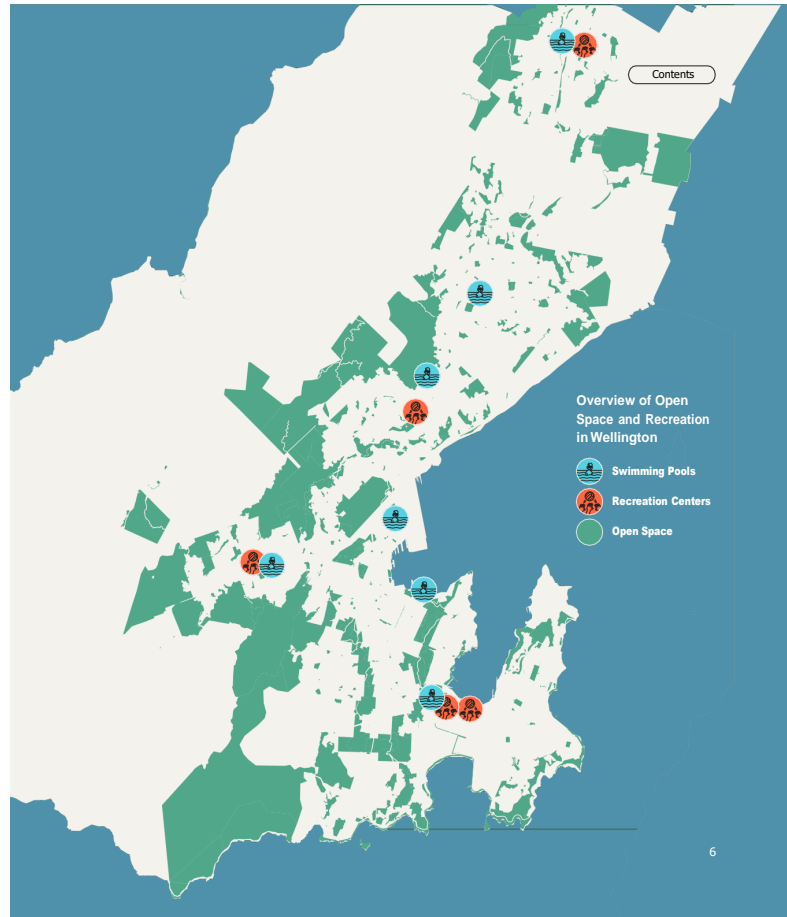 Contents
Overview of Open
Space and Recreation
in Wellington
Swimming Pools
Recreation Centers
Open Space
6